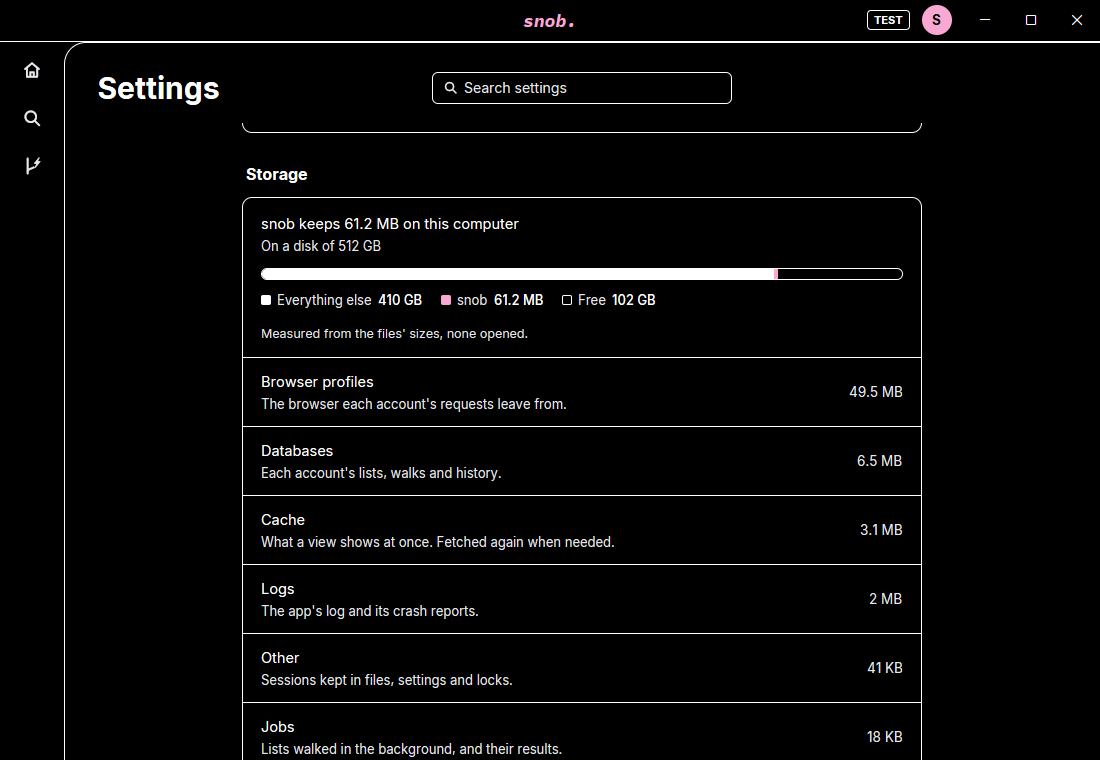 snob.
TEST
S
Settings
Search settings
Storage
snob keeps 61.2 MB on this computer
On a disk of 512 GB
Everything else 410 GB snob 61.2 MB Free 102 GB
Measured from the files' sizes, none opened.
Browser profiles
The browser each account's requests leave from.
49.5 MB
Databases
Each account's lists, walks and history.
6.5 MB
Cache
What a view shows at once. Fetched again when needed.
3.1 MB
Logs
The app's log and its crash reports.
2 MB
Other
Sessions kept in files, settings and locks.
41 KB
Jobs
Lists walked in the background, and their results.
18 KB